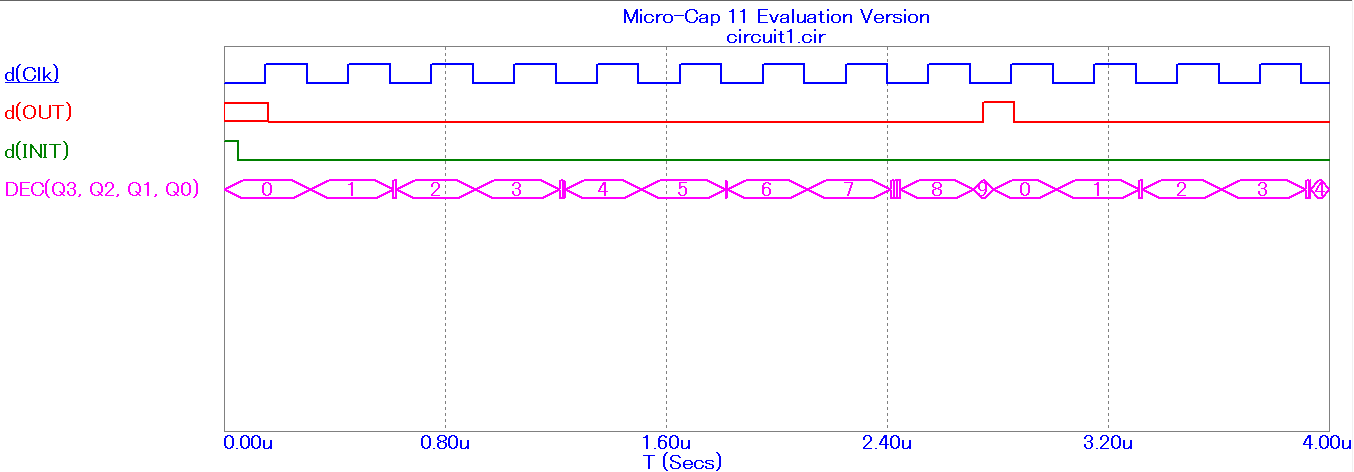 Micro-Cap 11 Evaluation Version
circuit1.cir
d(Clk)
d(OUT)
d(INIT)
DEC(Q3, Q2, Q1, Q0) 0 1 2 3 4 5 6 7 8 9 0 1 2 3 4
0.00u 0.80u 1.60u 2.40u 3.20u 4.00u
T (Secs)